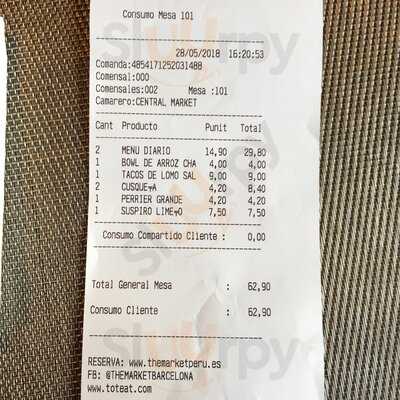 Consumo Mesa 101
28/05/2018 16:20:53
Comanda:4854171252031488
Comensal:000
Comensales:002 Mesa :101
Camarero:CENTRAL MARKET
Cant Producto Punit Total
2 MENU DIARIO 14,90 29,80
1 BOWL DE ARROZ CHA 4,00 4,00
1 TACOS DE LOMO SAL 9,00 9,00
2 CUSQUE┬A 4,20 8,40
1 PERRIER GRANDE 4,20 4,20
1 SUSPIRO LIME┬O 7,50 7,50
Consumo Compartido Cliente : 0,00
Total General Mesa : 62,90
Consumo Cliente : 62,90
RESERVA: www.themarketperu.es
FB: @THEMARKETBARCELONA
www.toteat.com
sluurpy
sluurpy
sluurpy
sluurpy